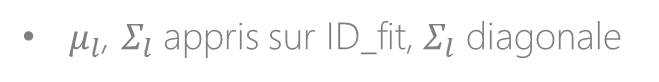 • μ_l, Σ_l appris sur ID_fit, Σ_l diagonale